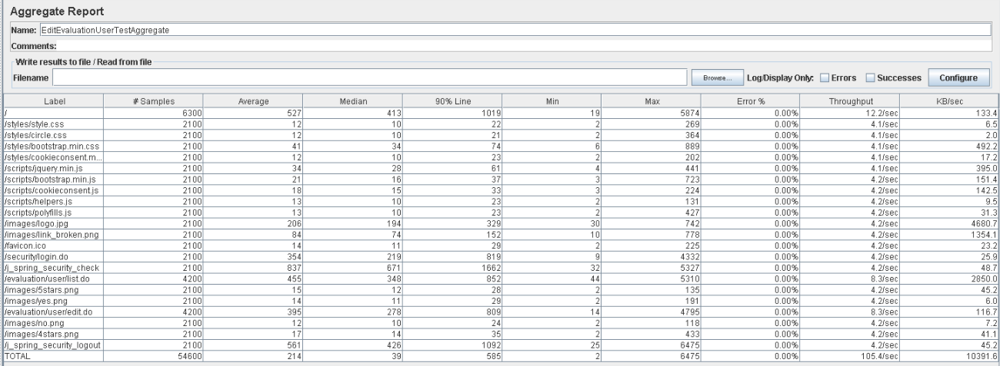 Aggregate Report
Name: EditEvaluationUserTestAggregate
Comments:
Write results to file / Read from file
Filename Browse... Log/Display Only: Errors Successes Configure
Label # Samples Average Median 90% Line Min Max Error % Throughput KB/sec
/ 6300 527 413 1019 19 5874 0.00% 12.2/sec 133.4
/styles/style.css 2100 12 10 22 2 269 0.00% 4.1/sec 6.5
/styles/circle.css 2100 12 10 21 2 364 0.00% 4.1/sec 2.0
/styles/bootstrap.min.css 2100 41 34 74 6 889 0.00% 4.1/sec 492.2
/styles/cookieconsent.m... 2100 12 10 23 2 202 0.00% 4.1/sec 17.2
/scripts/jquery.min.js 2100 34 28 61 4 441 0.00% 4.1/sec 395.0
/scripts/bootstrap.min.js 2100 21 16 37 3 723 0.00% 4.2/sec 151.4
/scripts/cookieconsent.js 2100 18 15 33 3 224 0.00% 4.2/sec 142.5
/scripts/helpers.js 2100 13 10 23 2 131 0.00% 4.2/sec 9.5
/scripts/polyfills.js 2100 13 10 23 2 427 0.00% 4.2/sec 31.3
/images/logo.jpg 2100 206 194 329 30 742 0.00% 4.2/sec 4680.7
/images/link_broken.png 2100 84 74 152 10 778 0.00% 4.2/sec 1354.1
/favicon.ico 2100 14 11 29 2 225 0.00% 4.2/sec 23.2
/security/login.do 2100 354 219 819 9 4332 0.00% 4.2/sec 25.9
/j_spring_security_check 2100 837 671 1662 32 5327 0.00% 4.2/sec 48.7
/evaluation/user/list.do 4200 455 348 852 44 5310 0.00% 8.3/sec 2850.0
/images/5stars.png 2100 15 12 28 2 135 0.00% 4.2/sec 45.2
/images/yes.png 2100 14 11 29 2 191 0.00% 4.2/sec 6.0
/evaluation/user/edit.do 4200 395 278 809 14 4795 0.00% 8.3/sec 116.7
/images/no.png 2100 12 10 24 2 118 0.00% 4.2/sec 7.2
/images/4stars.png 2100 17 14 35 2 433 0.00% 4.2/sec 41.1
/j_spring_security_logout 2100 561 426 1092 25 6475 0.00% 4.2/sec 45.2
TOTAL 54600 214 39 585 2 6475 0.00% 105.4/sec 10391.6